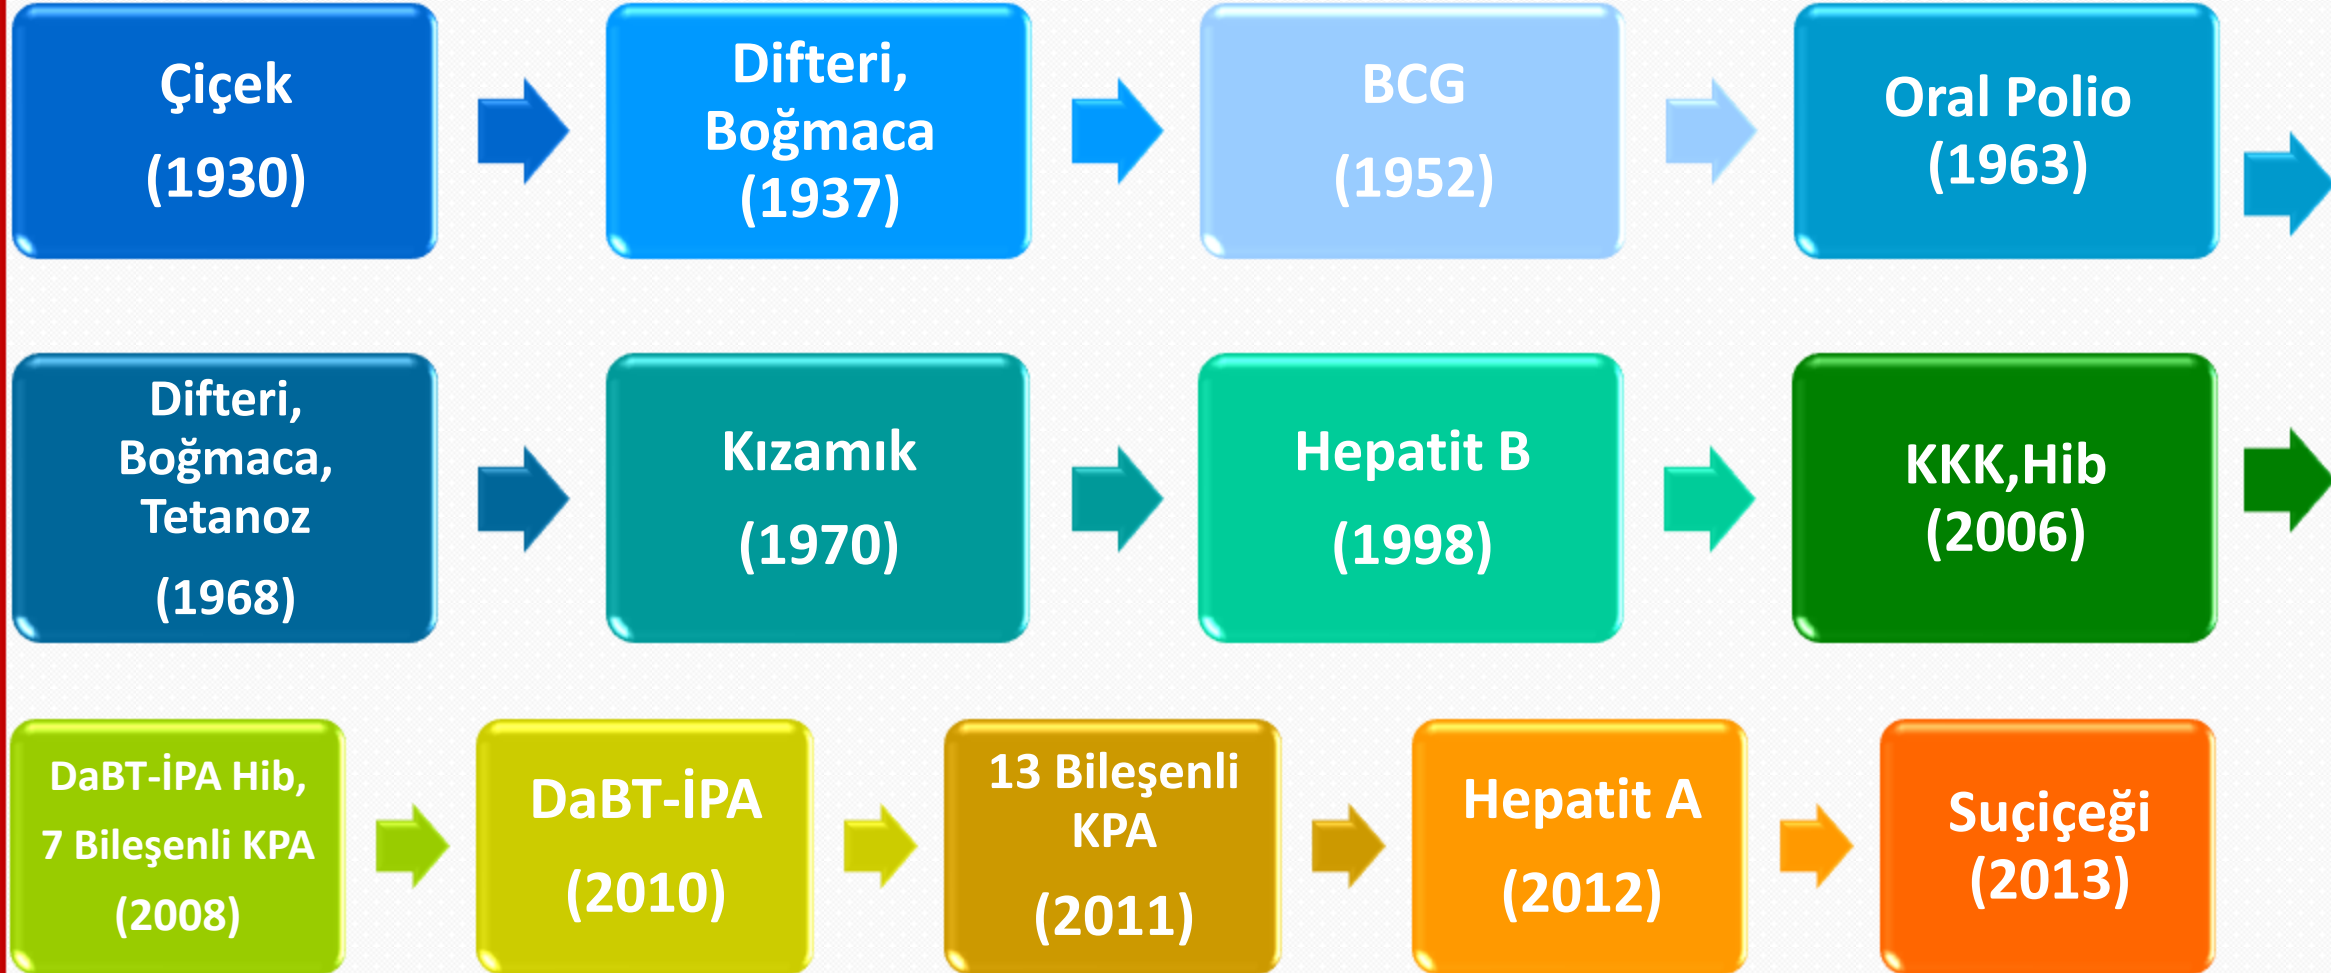 Çiçek
(1930)
Difteri,
Boğmaca
(1937)
BCG
(1952)
Oral Polio
(1963)
Difteri,
Boğmaca,
Tetanoz
(1968)
Kızamık
(1970)
Hepatit B
(1998)
KKK,Hib
(2006)
DaBT-İPA Hib,
7 Bileşenli KPA
(2008)
DaBT-İPA
(2010)
13 Bileşenli
KPA
(2011)
Hepatit A
(2012)
Suçiçeği
(2013)